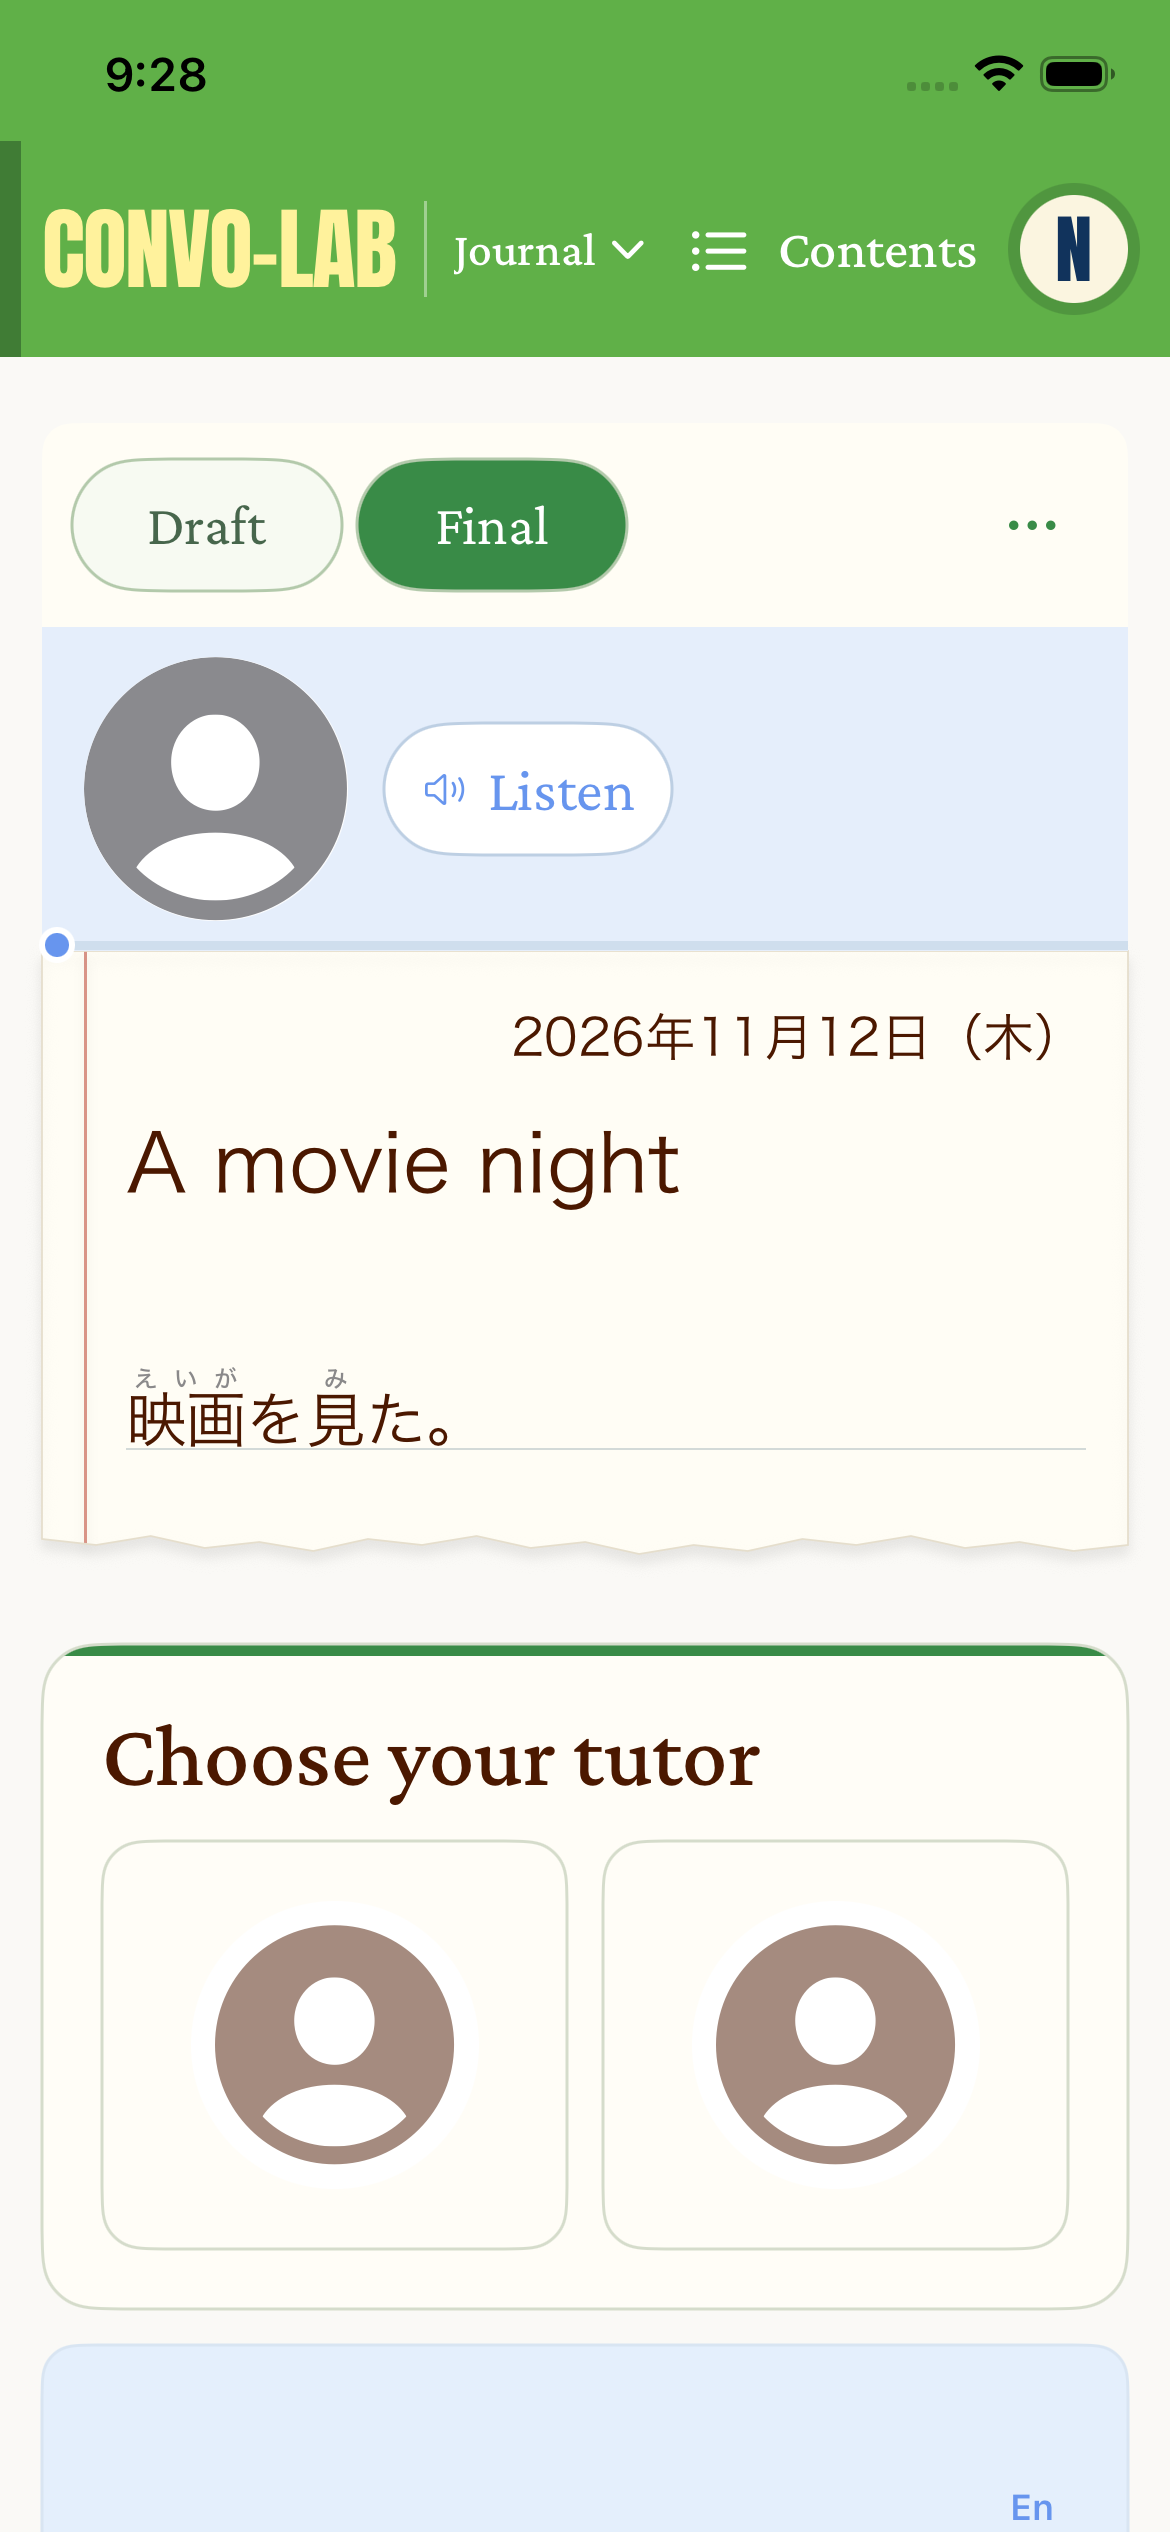 9:28
CONVO-LAB
Journal
Contents
N
Draft
Final
Listen
2026年11月12日（木）
A movie night
えいが み
映画を見た。
Choose your tutor
En